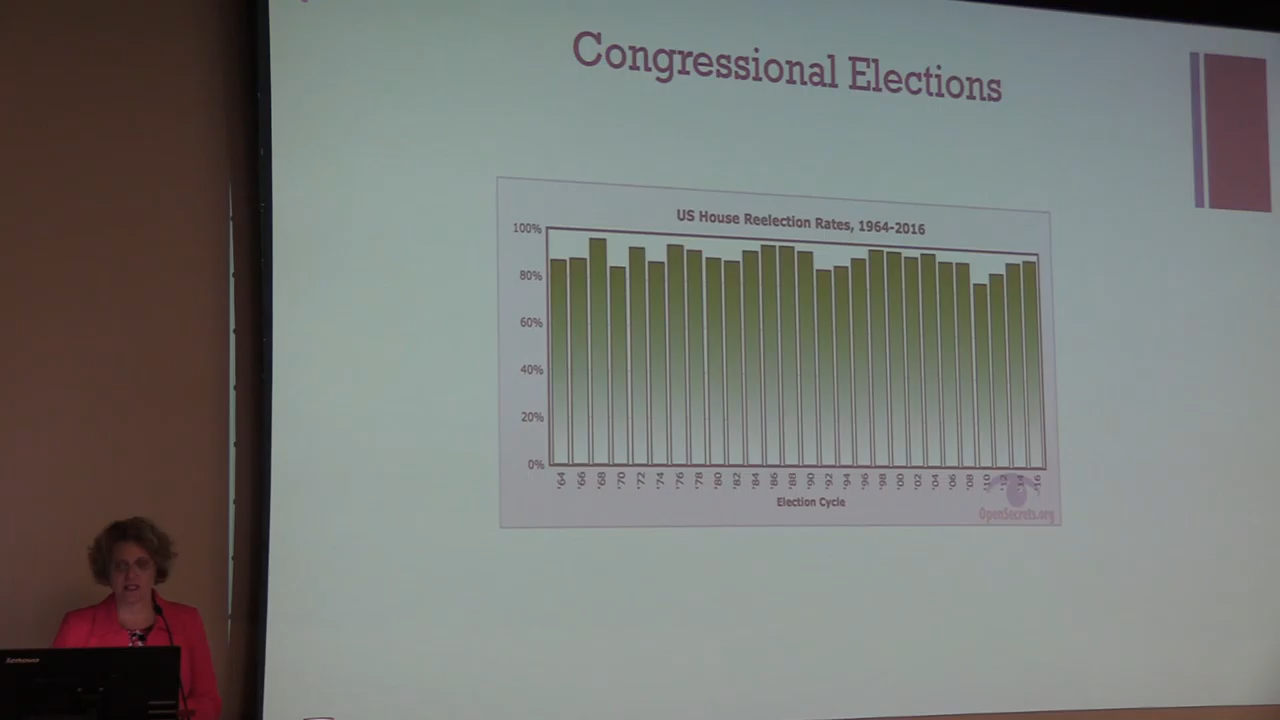 Congressional Elections
US House Reelection Rates, 1964-2016
100%
80%
60%
40%
20%
0%
'64 '66 '68 '70 '72 '74 '76 '78 '80 '82 '84 '86 '88 '90 '92 '94 '96 '98 '00 '02 '04 '06 '08 '10 '12 '14 '16
Election Cycle
OpenSecrets.org
lenovo